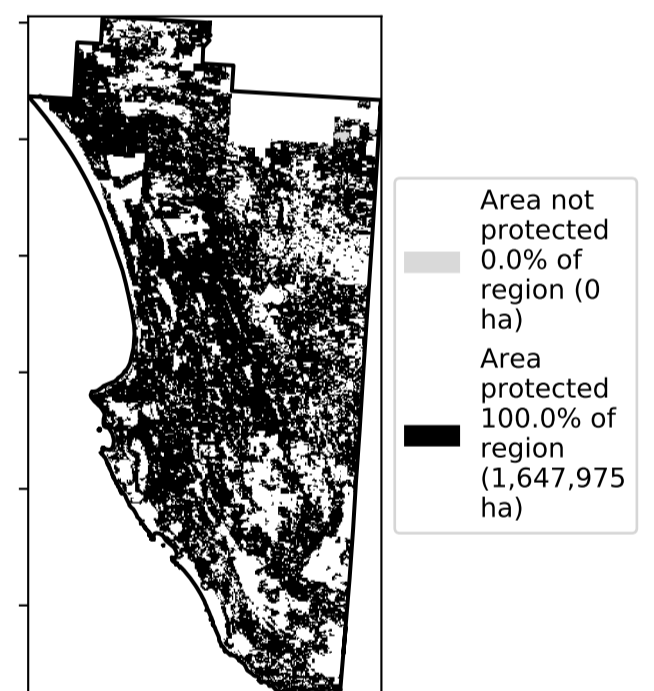 Area not
protected
0.0% of
region (0
ha)
Area
protected
100.0% of
region
(1,647,975
ha)